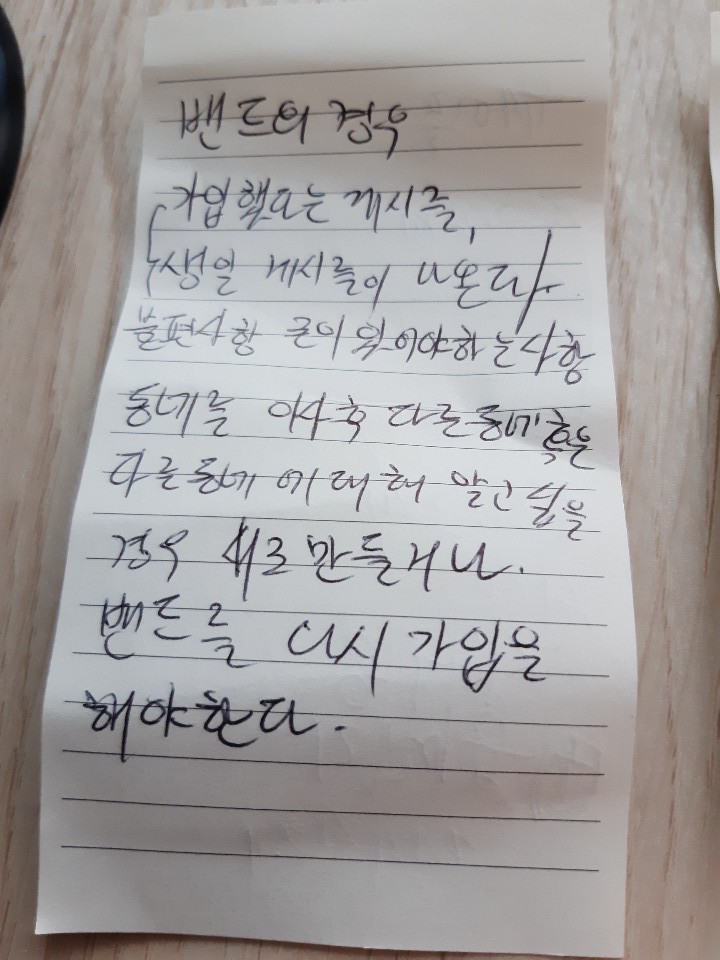 밴드의 경우
가입했다는 게시글,
생일 게시글이 나온다.
불편사항 굳이 있어야하는사항
동네를 이사후 다른동네 혹은
다른동네에 대해 알고싶을
경우 새로만들거나.
밴드를 다시 가입을
해야한다.